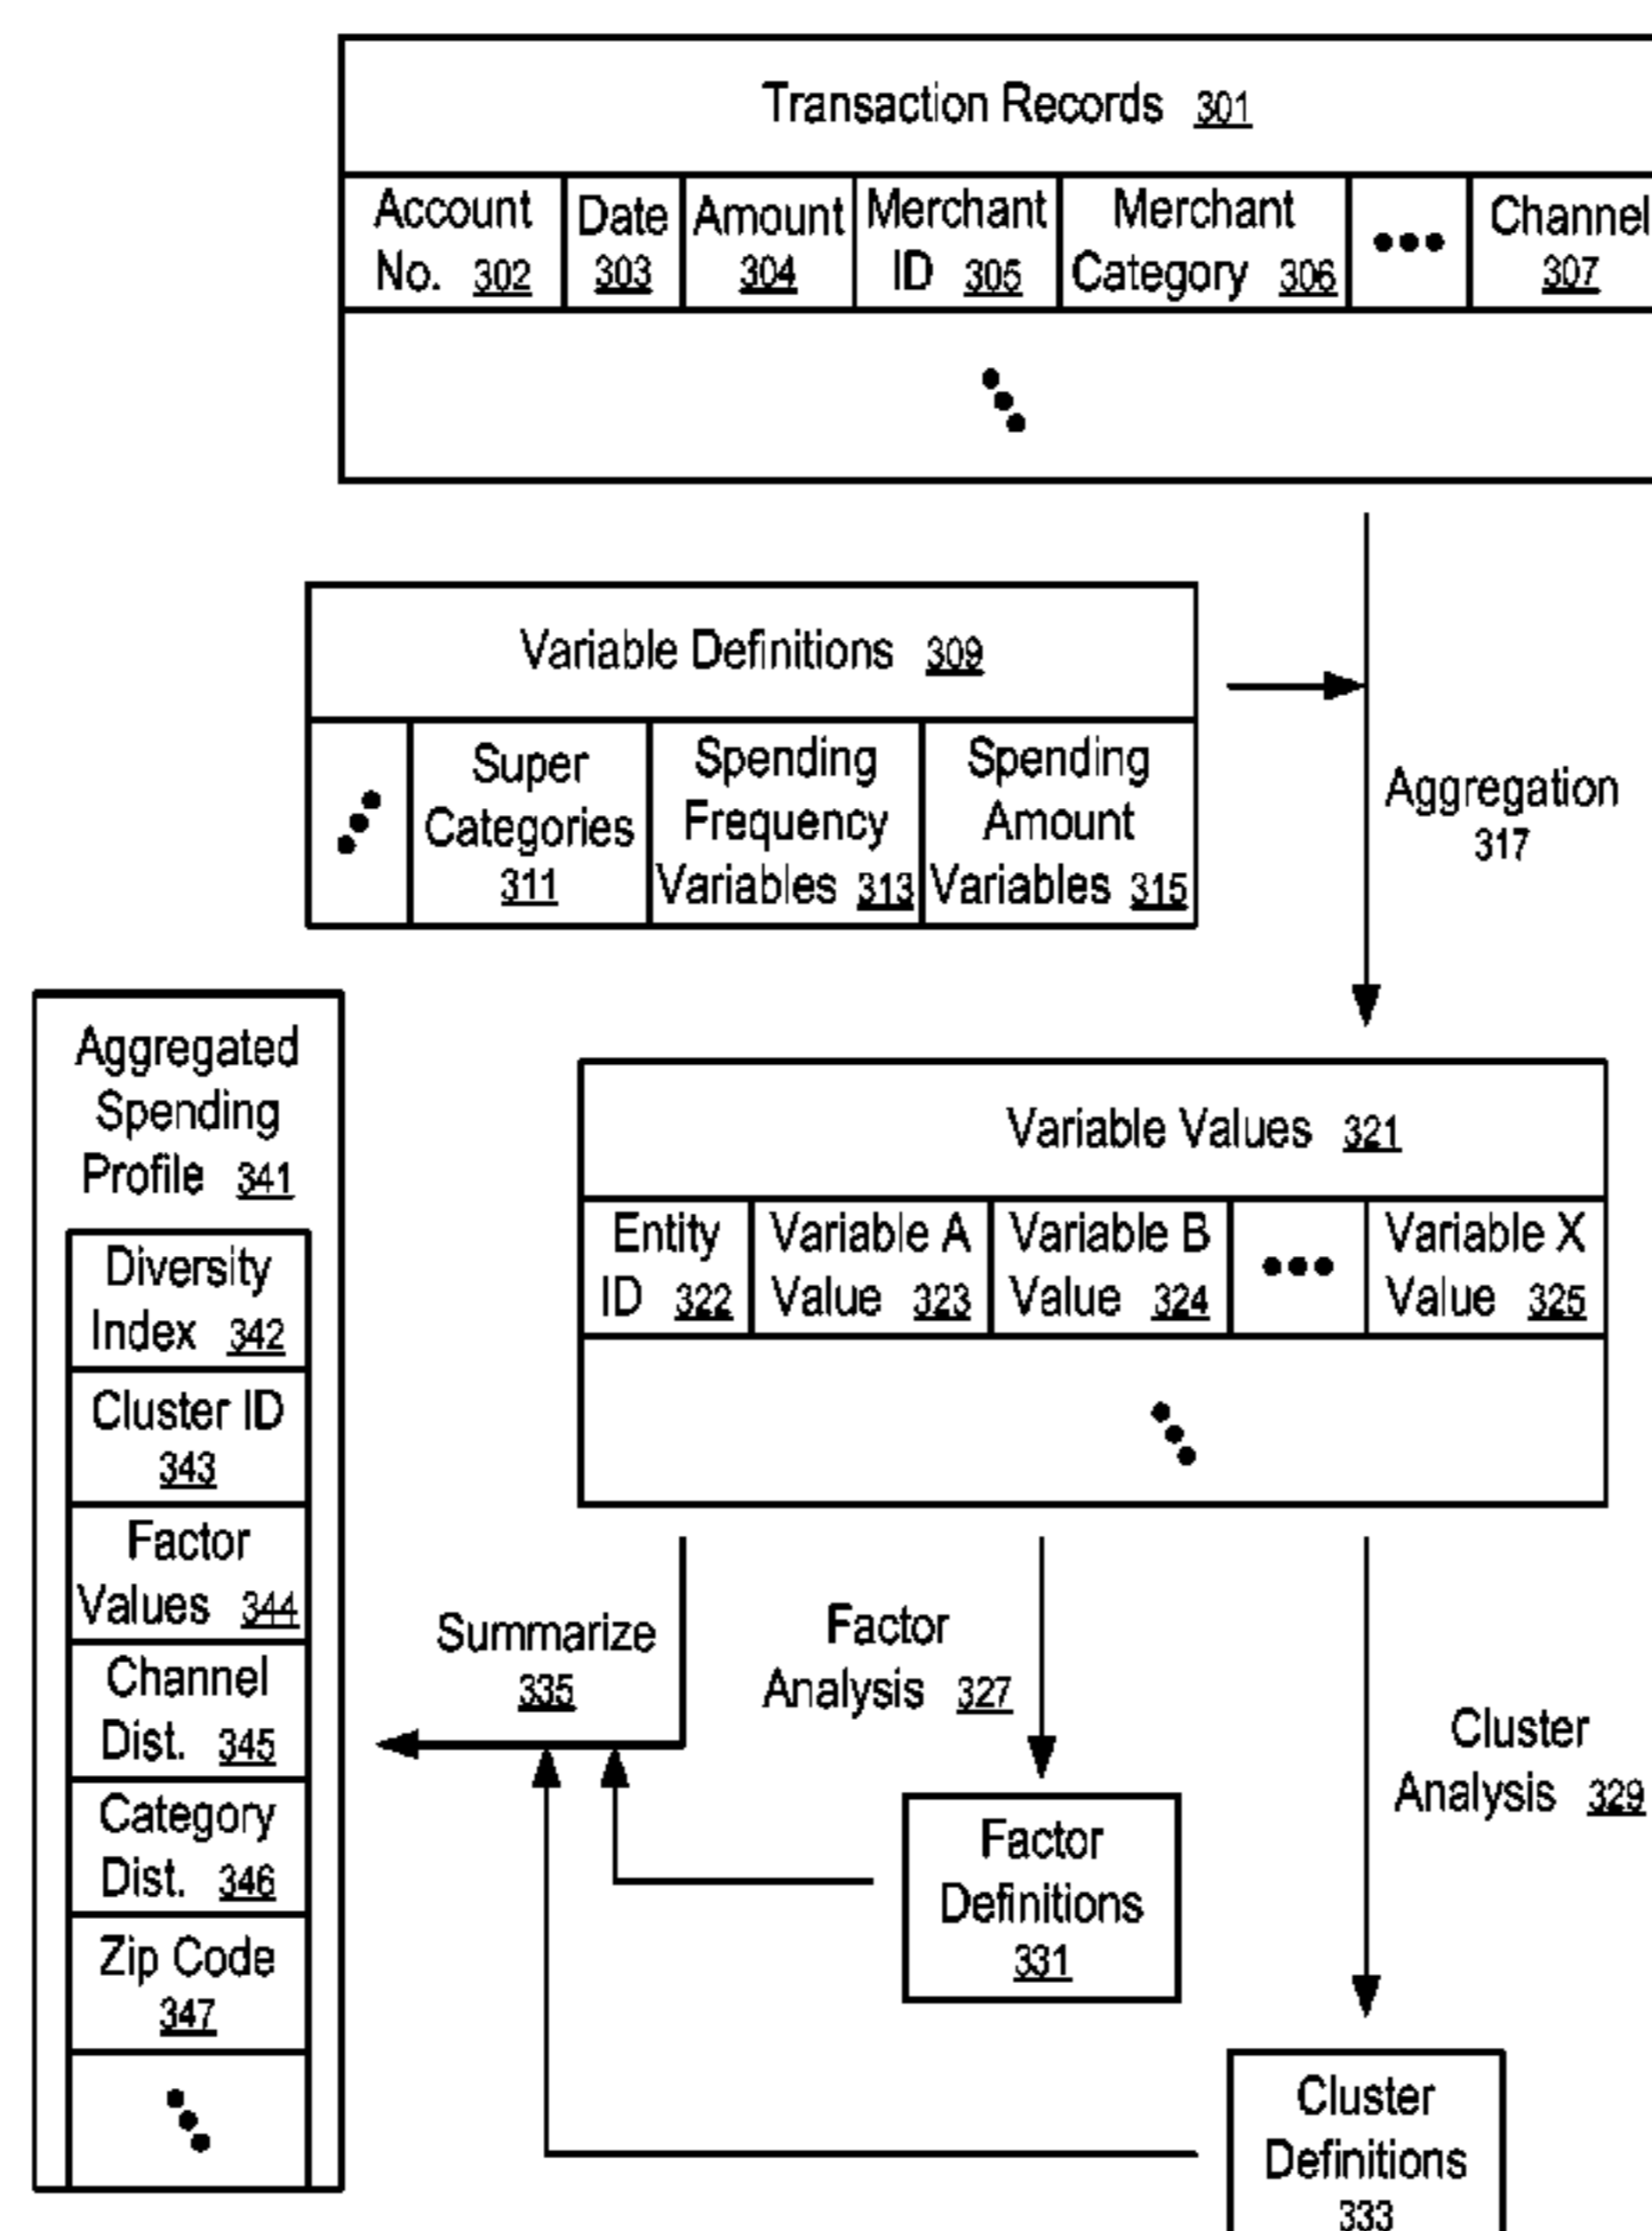 Transaction Records 301
Account
No. 302
Date
303
Amount
304
Merchant
ID 305
Merchant
Category 306
Channel
307
Variable Definitions 309
Super
Categories
311
Spending
Frequency
Variables 313
Spending
Amount
Variables 315
Aggregation
317
Aggregated
Spending
Profile 341
Diversity
Index 342
Cluster ID
343
Factor
Values 344
Channel
Dist. 345
Category
Dist. 346
Zip Code
347
Variable Values 321
Entity
ID 322
Variable A
Value 323
Variable B
Value 324
Variable X
Value 325
Summarize
335
Factor
Analysis 327
Cluster
Analysis 329
Factor
Definitions
331
Cluster
Definitions
333